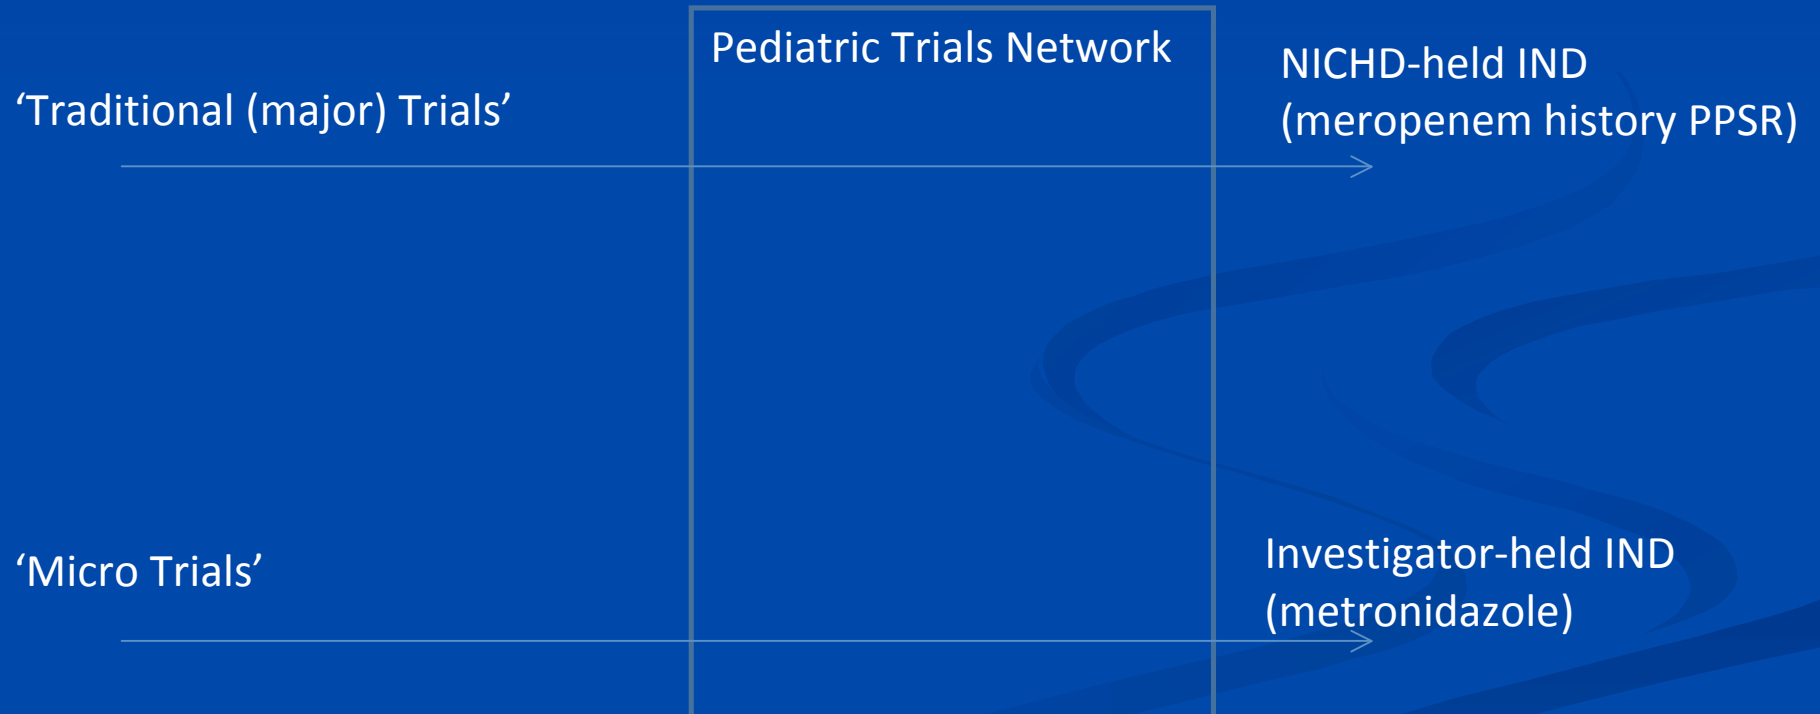 Pediatric Trials Network
NICHD-held IND
(meropenem history PPSR)
‘Traditional (major) Trials’
‘Micro Trials’
Investigator-held IND
(metronidazole)